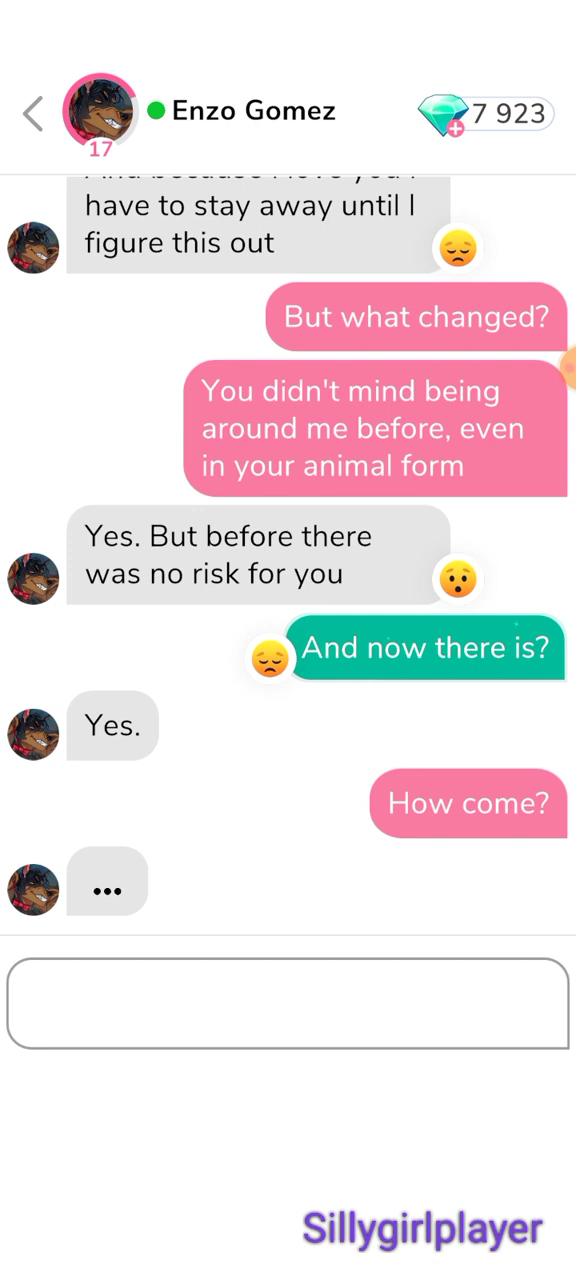 Enzo Gomez
7 923
17
have to stay away until I
figure this out
But what changed?
You didn't mind being
around me before, even
in your animal form
Yes. But before there
was no risk for you
And now there is?
Yes.
How come?
...
Sillygirlplayer